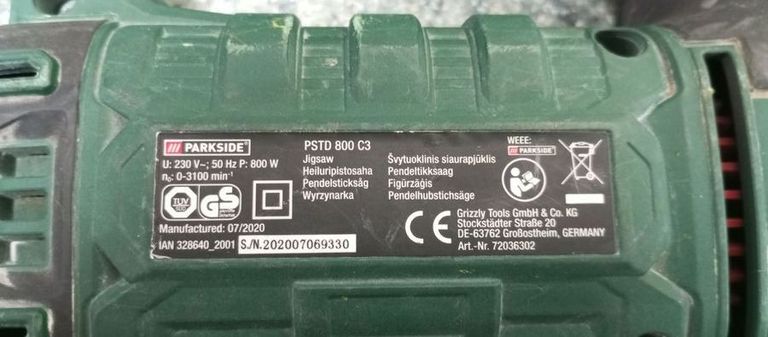 /// PARKSIDE®
PSTD 800 C3
U: 230 V~; 50 Hz P: 800 W
n₀: 0-3100 min⁻¹
Jigsaw
Heiluripistosaha
Pendelsticksåg
Wyrzynarka
Švytuoklinis siaurapjūklis
Pendeltikksaag
Figūrzāģis
Pendelhubstichsäge
WEEE:
/// PARKSIDE
TÜV
GS
Manufactured: 07/2020
IAN 328640_2001
S/N.202007069330
CE
Grizzly Tools GmbH & Co. KG
Stockstädter Straße 20
DE-63762 Großostheim, GERMANY
Art.-Nr. 72036302